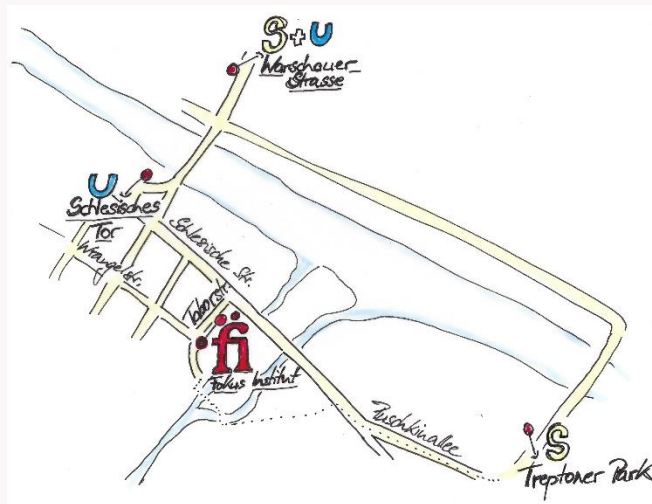 S+U
Warschauer
Strasse
U
Schlesisches
Tor
Wrangelstr.
Schlesische Str.
Taborstr.
fi
Fokus Institut
Puschkinallee
S
Treptower Park